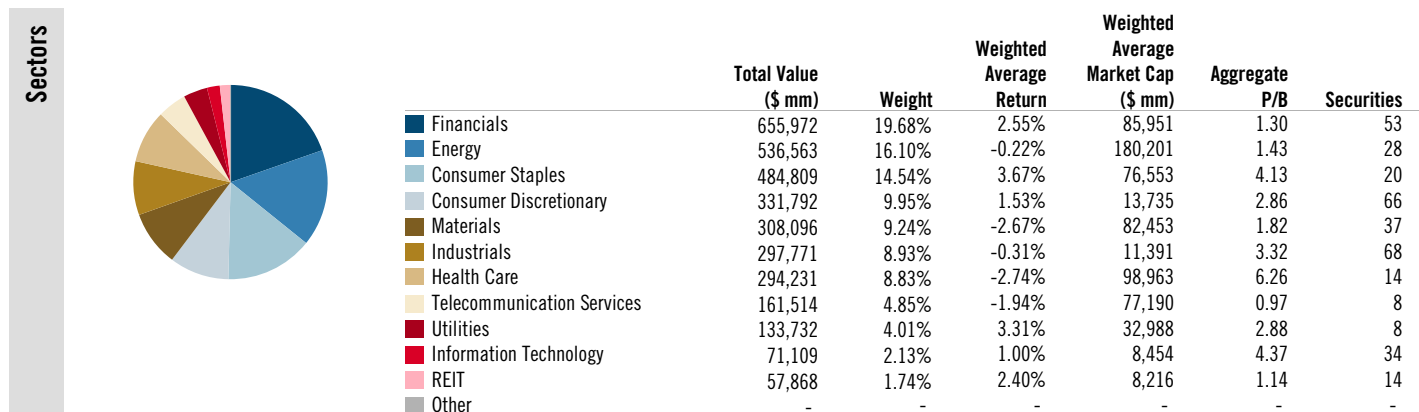 Sectors
Weighted
Weighted Average
Total Value Average Market Cap Aggregate
($ mm) Weight Return ($ mm) P/B Securities
Financials 655,972 19.68% 2.55% 85,951 1.30 53
Energy 536,563 16.10% -0.22% 180,201 1.43 28
Consumer Staples 484,809 14.54% 3.67% 76,553 4.13 20
Consumer Discretionary 331,792 9.95% 1.53% 13,735 2.86 66
Materials 308,096 9.24% -2.67% 82,453 1.82 37
Industrials 297,771 8.93% -0.31% 11,391 3.32 68
Health Care 294,231 8.83% -2.74% 98,963 6.26 14
Telecommunication Services 161,514 4.85% -1.94% 77,190 0.97 8
Utilities 133,732 4.01% 3.31% 32,988 2.88 8
Information Technology 71,109 2.13% 1.00% 8,454 4.37 34
REIT 57,868 1.74% 2.40% 8,216 1.14 14
Other - - - - - -